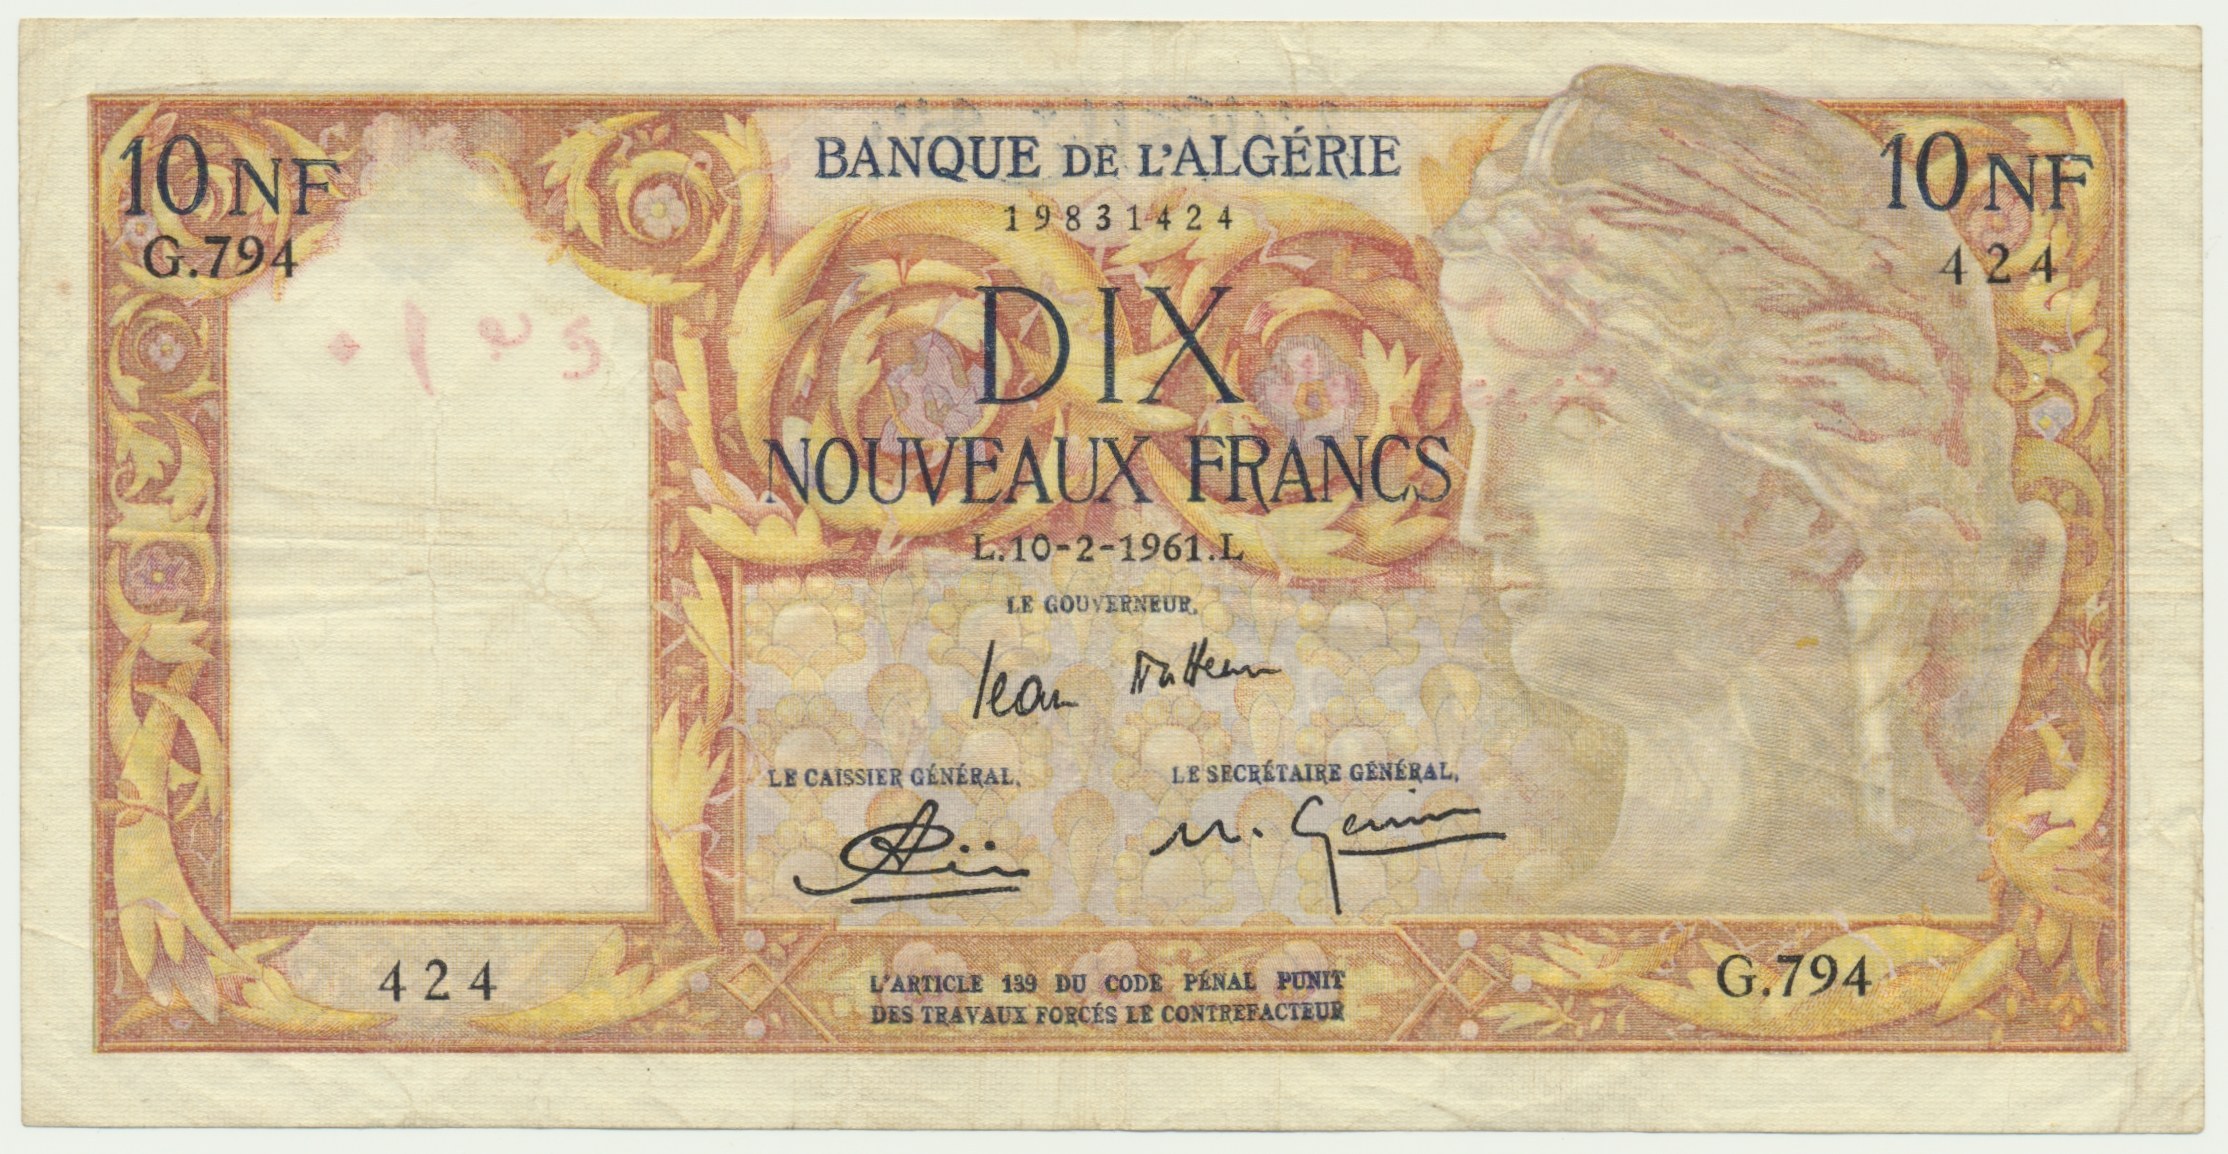 10 NF
BANQUE DE L'ALGÉRIE
10 NF
G.794
19831424
424
DIX
NOUVEAUX FRANCS
L.10-2-1961.L
LE GOUVERNEUR,
Jean
LE CAISSIER GÉNÉRAL,
LE SECRÉTAIRE GÉNÉRAL,
424
L'ARTICLE 139 DU CODE PÉNAL PUNIT
DES TRAVAUX FORCÉS LE CONTREFACTEUR
G.794